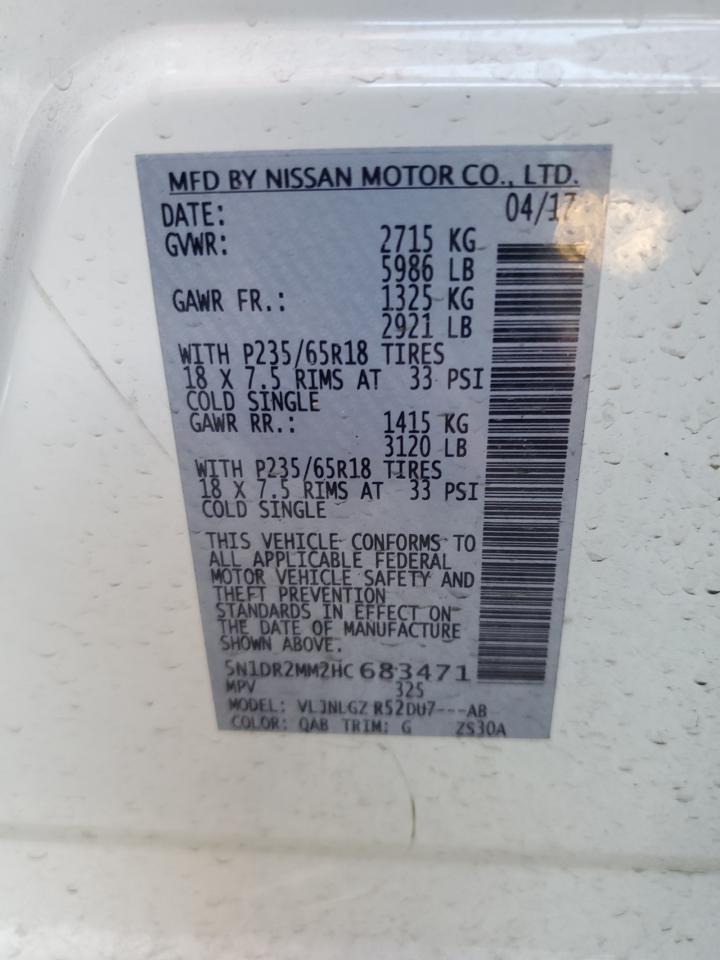 MFD BY NISSAN MOTOR CO., LTD.
DATE: 04/17
GVWR: 2715 KG
5986 LB
GAWR FR.: 1325 KG
2921 LB
WITH P235/65R18 TIRES
18 X 7.5 RIMS AT 33 PSI
COLD SINGLE
GAWR RR.: 1415 KG
3120 LB
WITH P235/65R18 TIRES
18 X 7.5 RIMS AT 33 PSI
COLD SINGLE
THIS VEHICLE CONFORMS TO
ALL APPLICABLE FEDERAL
MOTOR VEHICLE SAFETY AND
THEFT PREVENTION
STANDARDS IN EFFECT ON
THE DATE OF MANUFACTURE
SHOWN ABOVE.
5N1DR2MM2HC683471
MPV 325
MODEL: VLJNLGZ R52DU7---AB
COLOR: QAB TRIM: G ZS30A